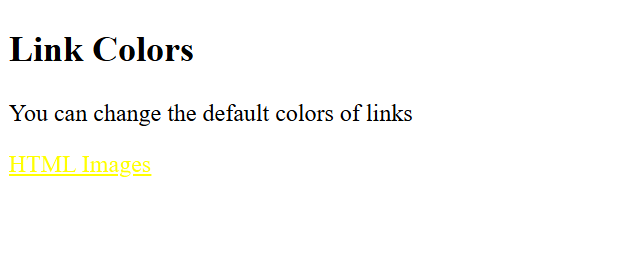 Link Colors
You can change the default colors of links
HTML Images